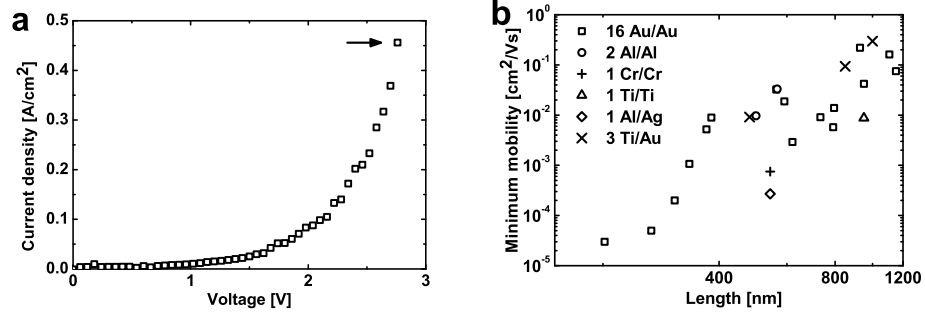 a
0.5
0.4
0.3
0.2
0.1
0.0
Current density [A/cm²]
0
1
2
3
Voltage [V]
b
10⁰
10⁻¹
10⁻²
10⁻³
10⁻⁴
10⁻⁵
Minimum mobility [cm²/Vs]
16 Au/Au
2 Al/Al
1 Cr/Cr
1 Ti/Ti
1 Al/Ag
3 Ti/Au
400
800
1200
Length [nm]